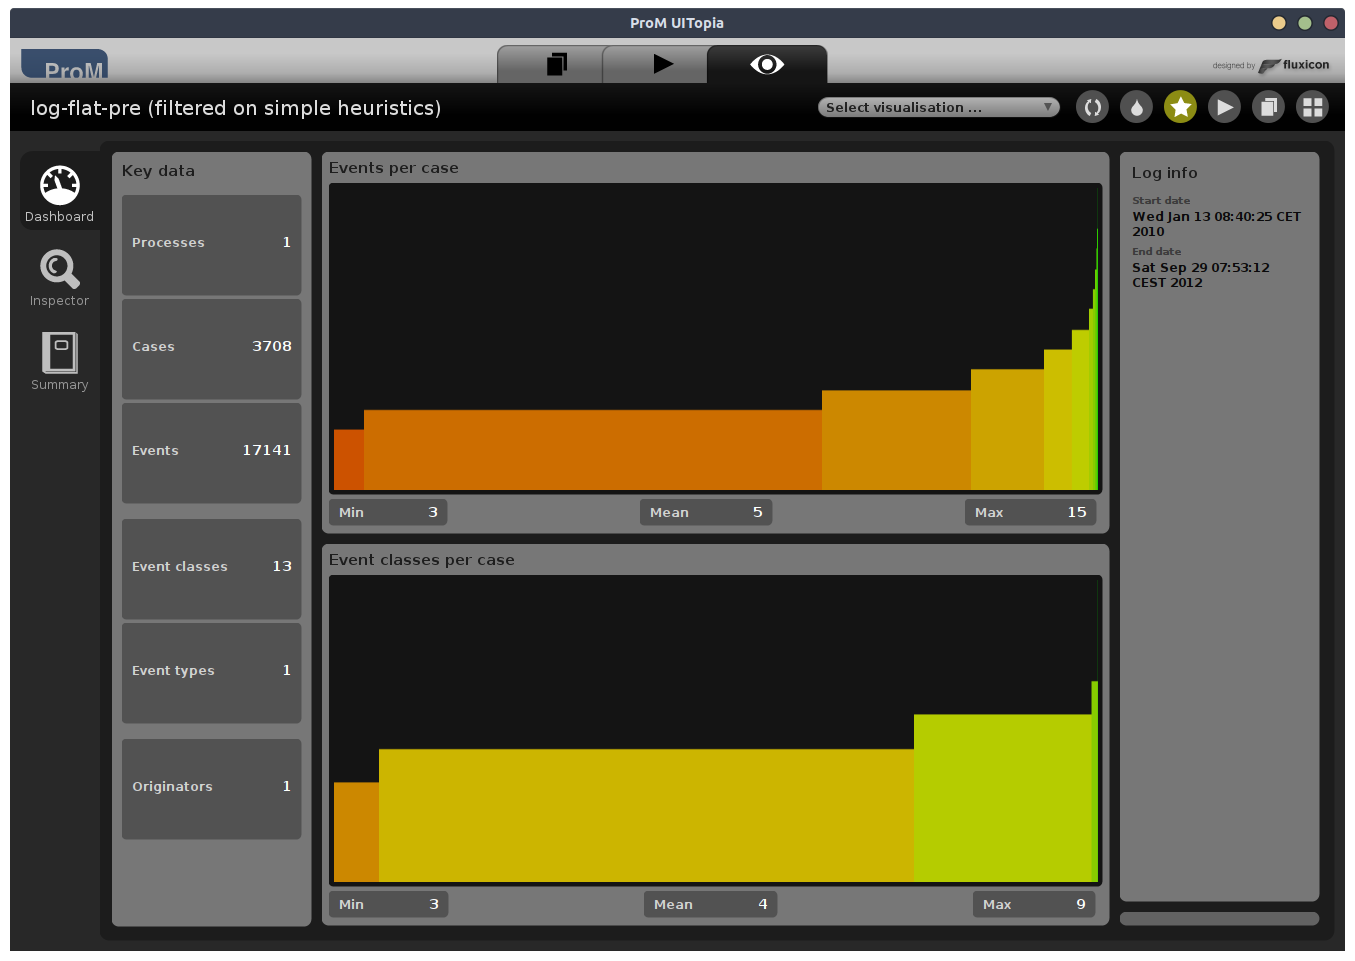 ProM UITopia
ProM
designed by fluxicon
log-flat-pre (filtered on simple heuristics)
Select visualisation ...
Dashboard
Inspector
Summary
Key data
Processes 1
Cases 3708
Events 17141
Event classes 13
Event types 1
Originators 1
Events per case
Min 3
Mean 5
Max 15
Event classes per case
Min 3
Mean 4
Max 9
Log info
Start date
Wed Jan 13 08:40:25 CET
2010
End date
Sat Sep 29 07:53:12
CEST 2012